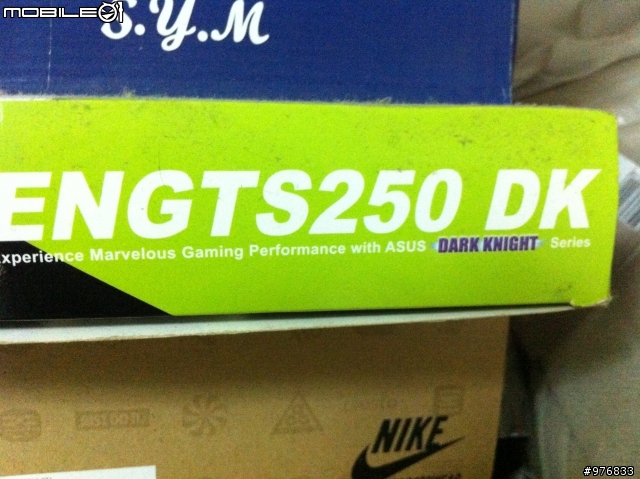 MOBILE01
S.Y.M
ENGTS250 DK
xperience Marvelous Gaming Performance with ASUS DARK KNIGHT Series
NIKE
#976833